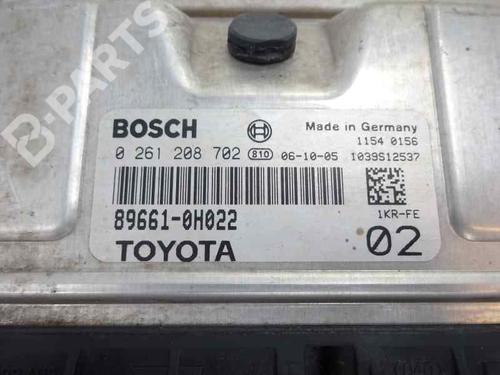 B-PARTS
BOSCH
Made in Germany
1154 0156
0 261 208 702 810 06-10-05 1039S12537
89661-0H022
1KR-FE
TOYOTA
02